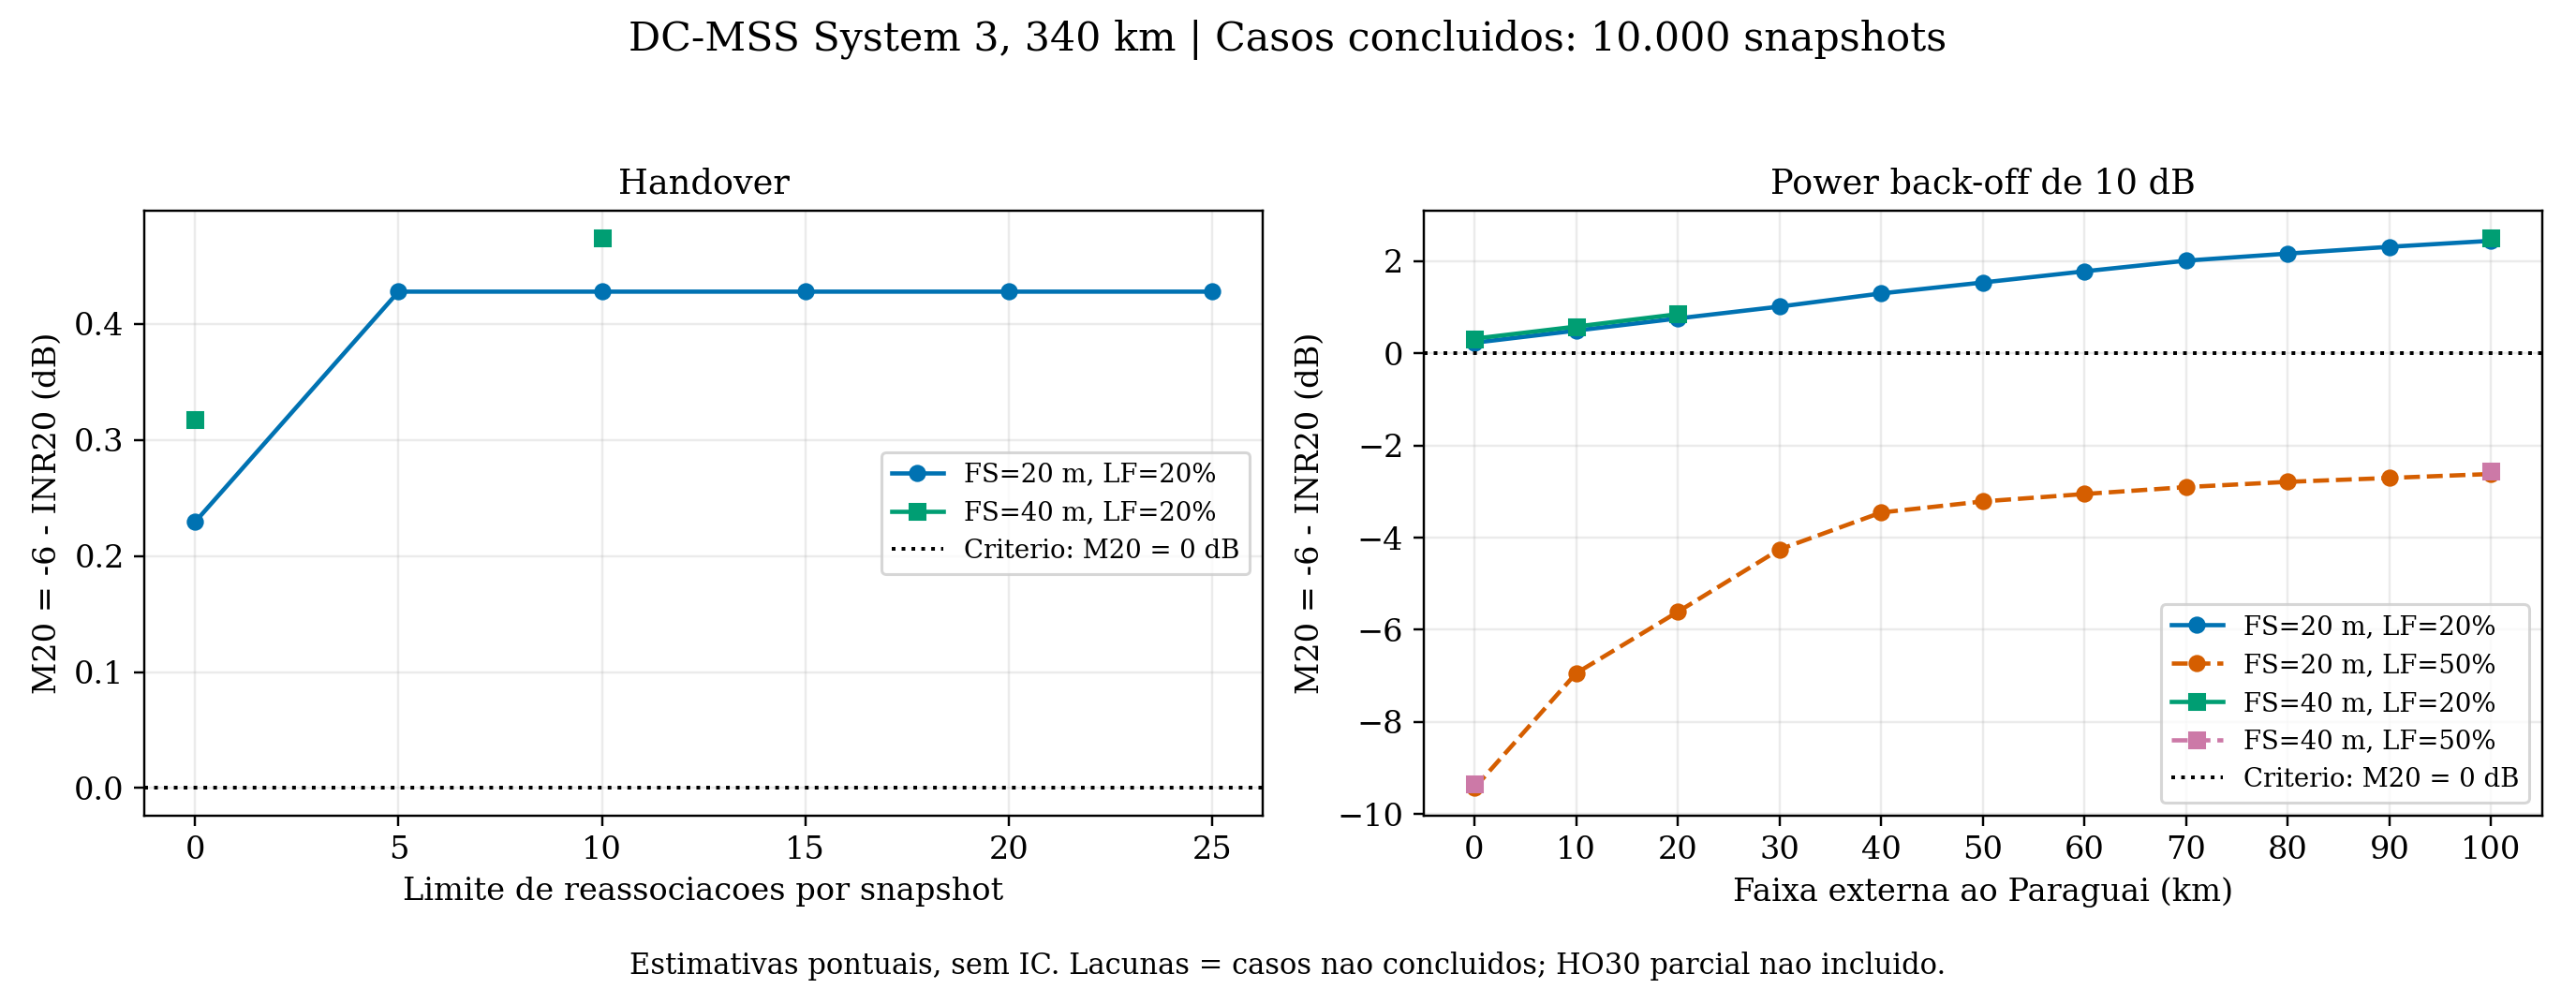 DC-MSS System 3, 340 km | Casos concluidos: 10.000 snapshots
Handover
M20 = -6 - INR20 (dB)
0.4
0.3
0.2
0.1
0.0
0 5 10 15 20 25
Limite de reassociacoes por snapshot
FS=20 m, LF=20%
FS=40 m, LF=20%
Criterio: M20 = 0 dB
Power back-off de 10 dB
M20 = -6 - INR20 (dB)
2
0
−2
−4
−6
−8
−10
0 10 20 30 40 50 60 70 80 90 100
Faixa externa ao Paraguai (km)
FS=20 m, LF=20%
FS=20 m, LF=50%
FS=40 m, LF=20%
FS=40 m, LF=50%
Criterio: M20 = 0 dB
Estimativas pontuais, sem IC. Lacunas = casos nao concluidos; HO30 parcial nao incluido.